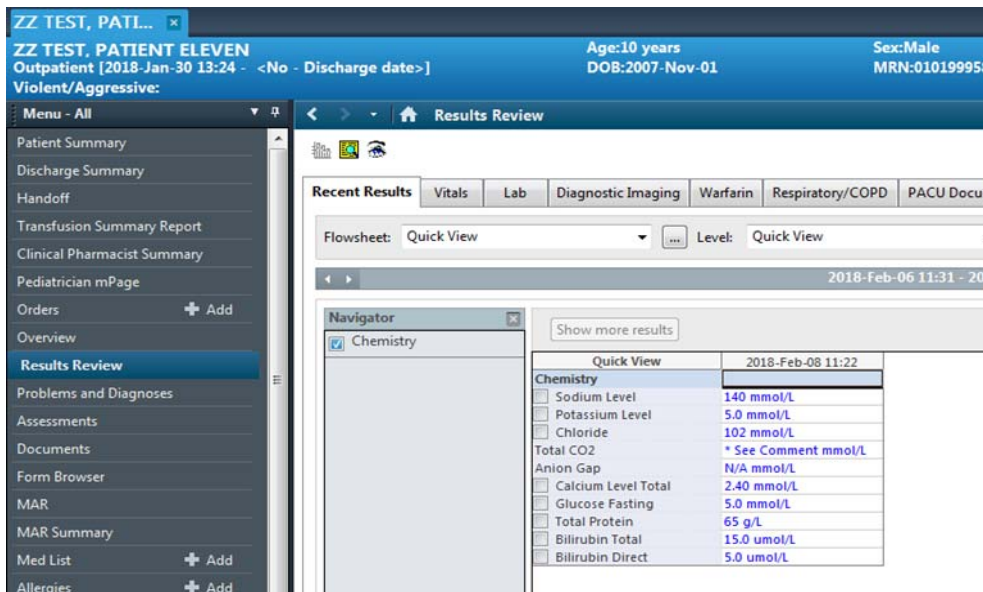 ZZ TEST, PATI...
ZZ TEST, PATIENT ELEVEN
Age:10 years
Sex:Male
Outpatient [2018-Jan-30 13:24 - <No - Discharge date>]
DOB:2007-Nov-01
MRN:010199958
Violent/Aggressive:
Menu - All
Results Review
Patient Summary
Discharge Summary
Handoff
Transfusion Summary Report
Clinical Pharmacist Summary
Pediatrician mPage
Orders Add
Overview
Results Review
Problems and Diagnoses
Assessments
Documents
Form Browser
MAR
MAR Summary
Med List Add
Allergies Add
Recent Results Vitals Lab Diagnostic Imaging Warfarin Respiratory/COPD PACU Docu
Flowsheet: Quick View ... Level: Quick View
2018-Feb-06 11:31 - 20
Navigator
Chemistry
Show more results
Quick View 2018-Feb-08 11:22
Chemistry
Sodium Level 140 mmol/L
Potassium Level 5.0 mmol/L
Chloride 102 mmol/L
Total CO2 * See Comment mmol/L
Anion Gap N/A mmol/L
Calcium Level Total 2.40 mmol/L
Glucose Fasting 5.0 mmol/L
Total Protein 65 g/L
Bilirubin Total 15.0 umol/L
Bilirubin Direct 5.0 umol/L